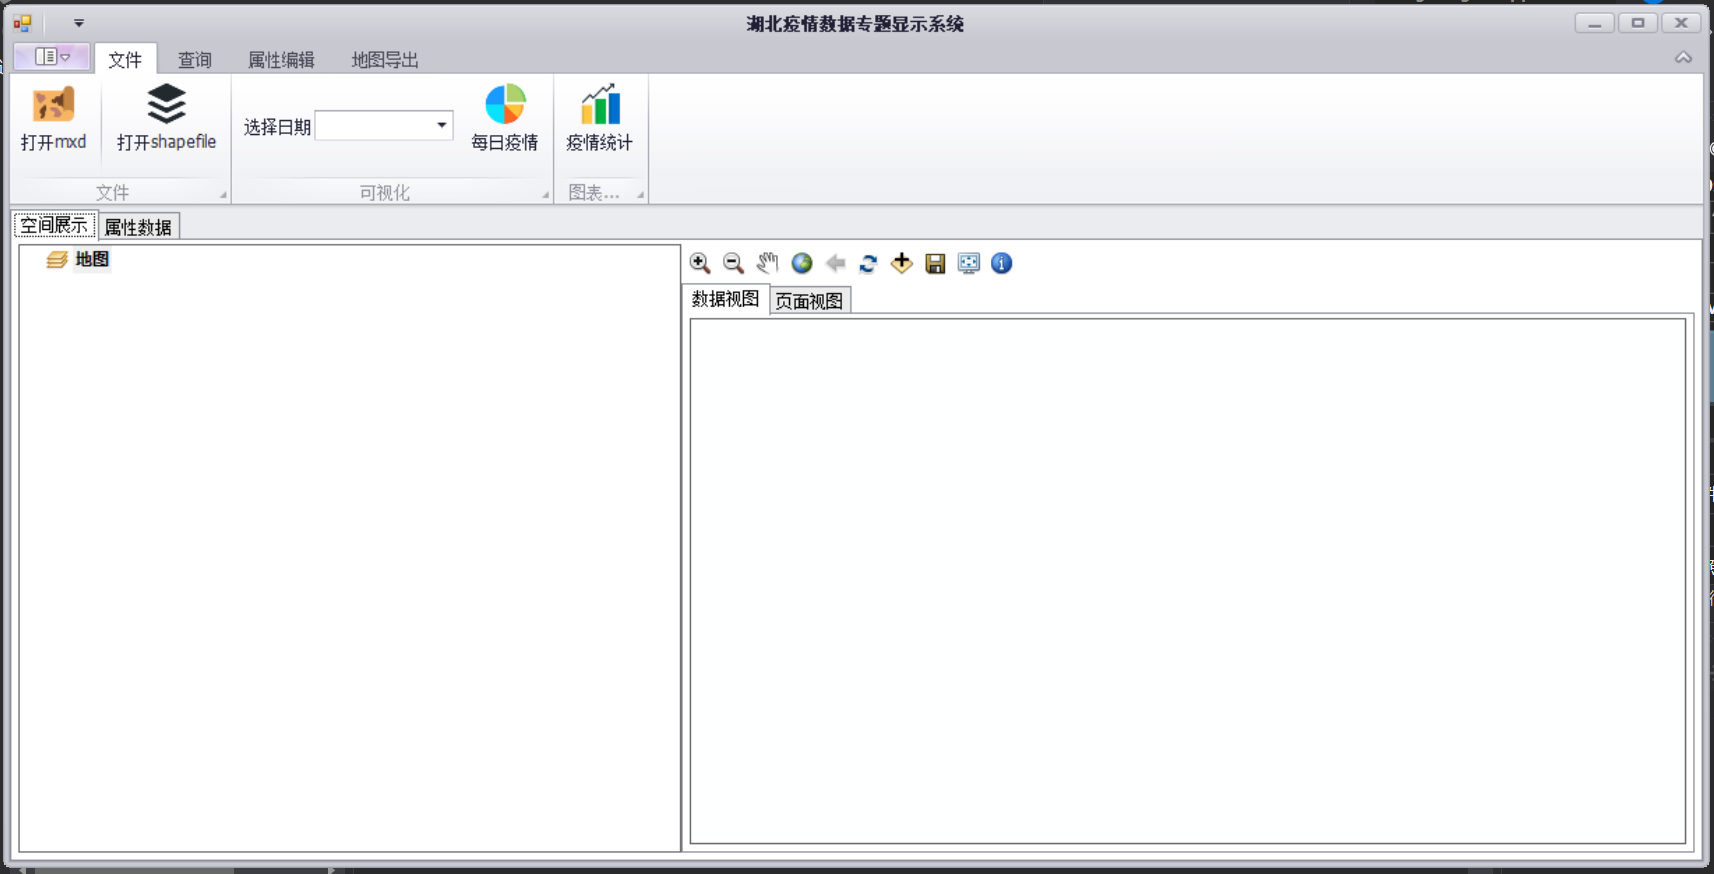 湖北疫情数据专题显示系统
文件 查询 属性编辑 地图导出
打开mxd 打开shapefile 选择日期 每日疫情 疫情统计
文件 可视化 图表...
空间展示 属性数据
地图
数据视图 页面视图